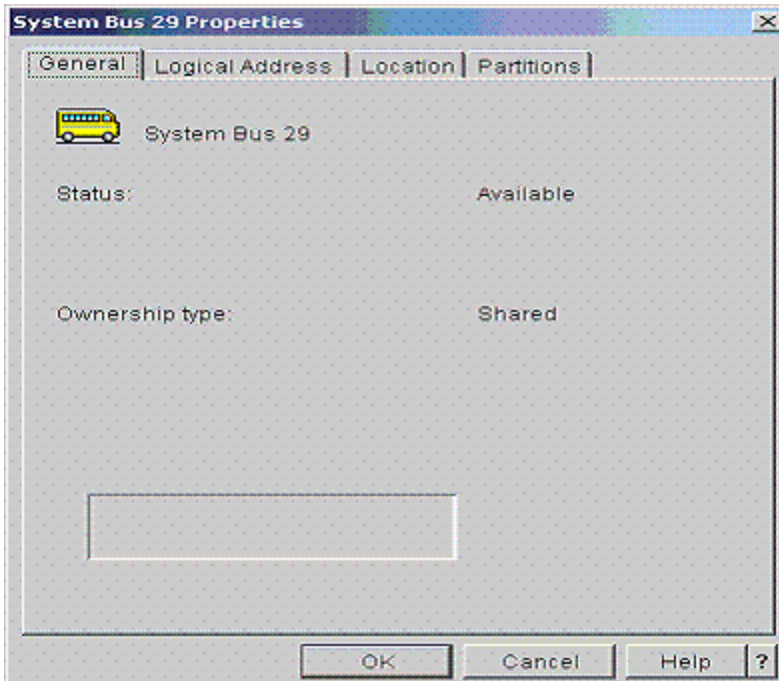 System Bus 29 Properties
General Logical Address Location Partitions
System Bus 29
Status: Available
Ownership type: Shared
OK Cancel Help ?